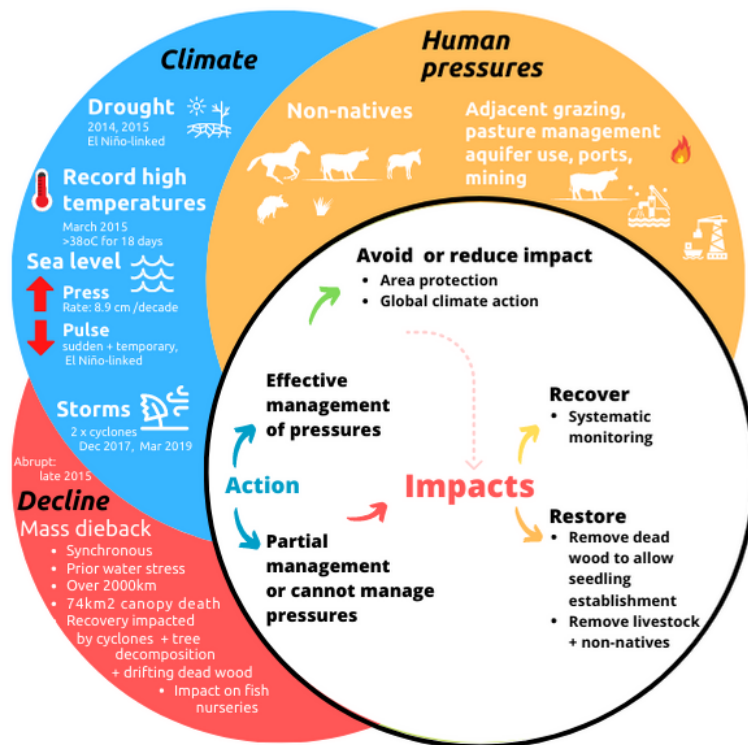 Climate
Drought
2014, 2015
El Niño-linked
Record high
temperatures
March 2015
>38oC for 18 days
Sea level
Press
Rate: 8.9 cm /decade
Pulse
sudden + temporary,
El Niño-linked
Storms
2 x cyclones
Dec 2017, Mar 2019
Human
pressures
Non-natives
Adjacent grazing,
pasture management
aquifer use, ports,
mining
Abrupt:
late 2015
Decline
Mass dieback
• Synchronous
• Prior water stress
• Over 2000km
• 74km2 canopy death
Recovery impacted
by cyclones + tree
decomposition
+ drifting dead wood
• Impact on fish
nurseries
Avoid or reduce impact
• Area protection
• Global climate action
Effective
management
of pressures
Action
Partial
management
or cannot manage
pressures
Impacts
Recover
• Systematic
monitoring
Restore
• Remove dead
wood to allow
seedling
establishment
• Remove livestock
+ non-natives